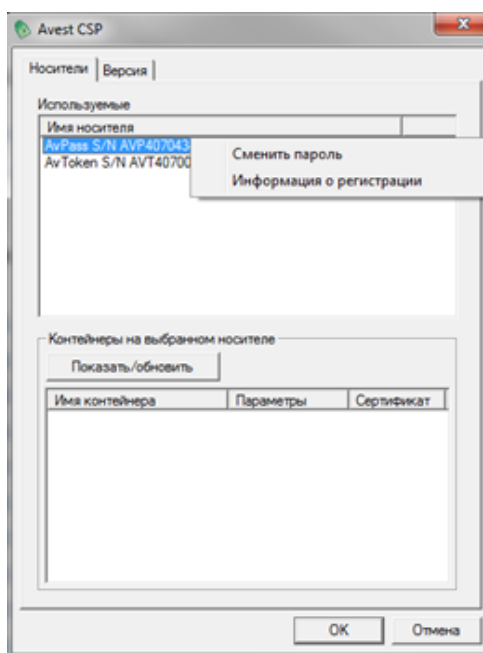 Avest CSP
Носители Версия
Используемые
Имя носителя
AvPass S/N AVP407043
AvToken S/N AVT40700
Сменить пароль
Информация о регистрации
Контейнеры на выбранном носителе
Показать/обновить
Имя контейнера Параметры Сертификат
OK Отмена